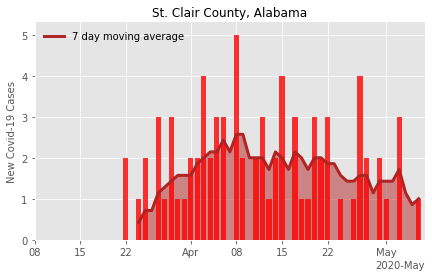 St. Clair County, Alabama
7 day moving average
New Covid-19 Cases
5
4
3
2
1
0
08 15 22 Apr 08 15 22 May
2020-May